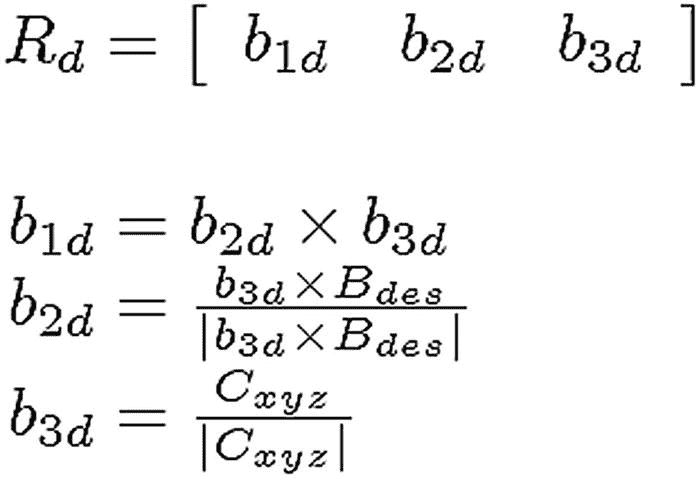 R_d = [ b_{1d} b_{2d} b_{3d} ]
b_{1d} = b_{2d} × b_{3d}
b_{2d} = \frac{b_{3d} × B_{des}}{|b_{3d} × B_{des}|}
b_{3d} = \frac{C_{xyz}}{|C_{xyz}|}